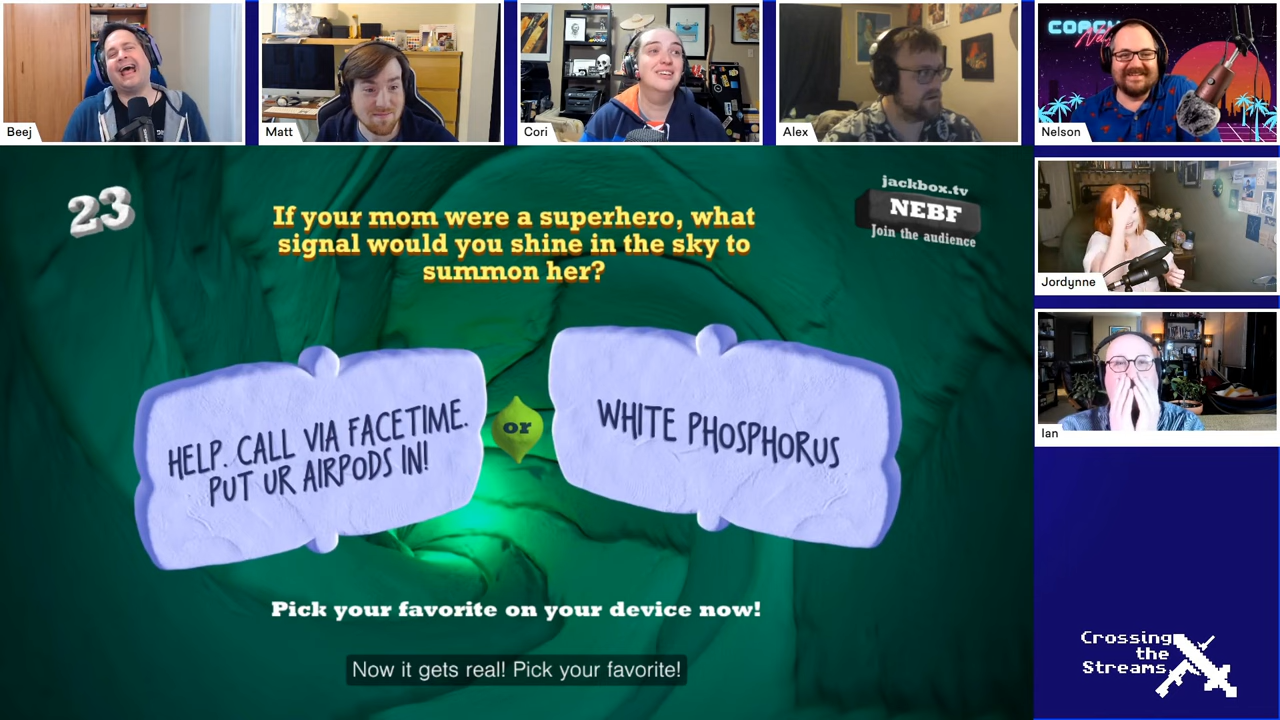 Beej
Matt
Cori
Alex
COACH
Nelson
Jordynne
Ian
23
jackbox.tv
NEBF
Join the audience
If your mom were a superhero, what
signal would you shine in the sky to
summon her?
HELP. CALL VIA FACETIME.
PUT UR AIRPODS IN!
or
WHITE PHOSPHORUS
Pick your favorite on your device now!
Now it gets real! Pick your favorite!
Crossing
the
Streams